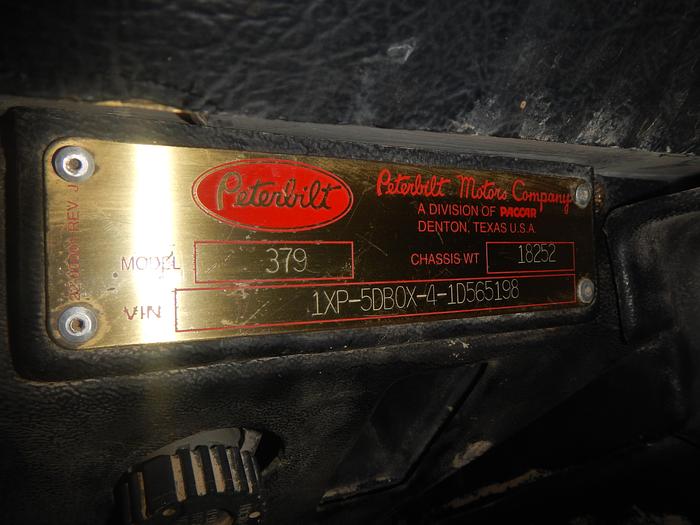 Peterbilt
Peterbilt Motors Company
A DIVISION OF PACCAR
DENTON, TEXAS U.S.A.
MODEL 379
CHASSIS WT 18252
VIN 1XP-5DB0X-4-1D565198
REV. J